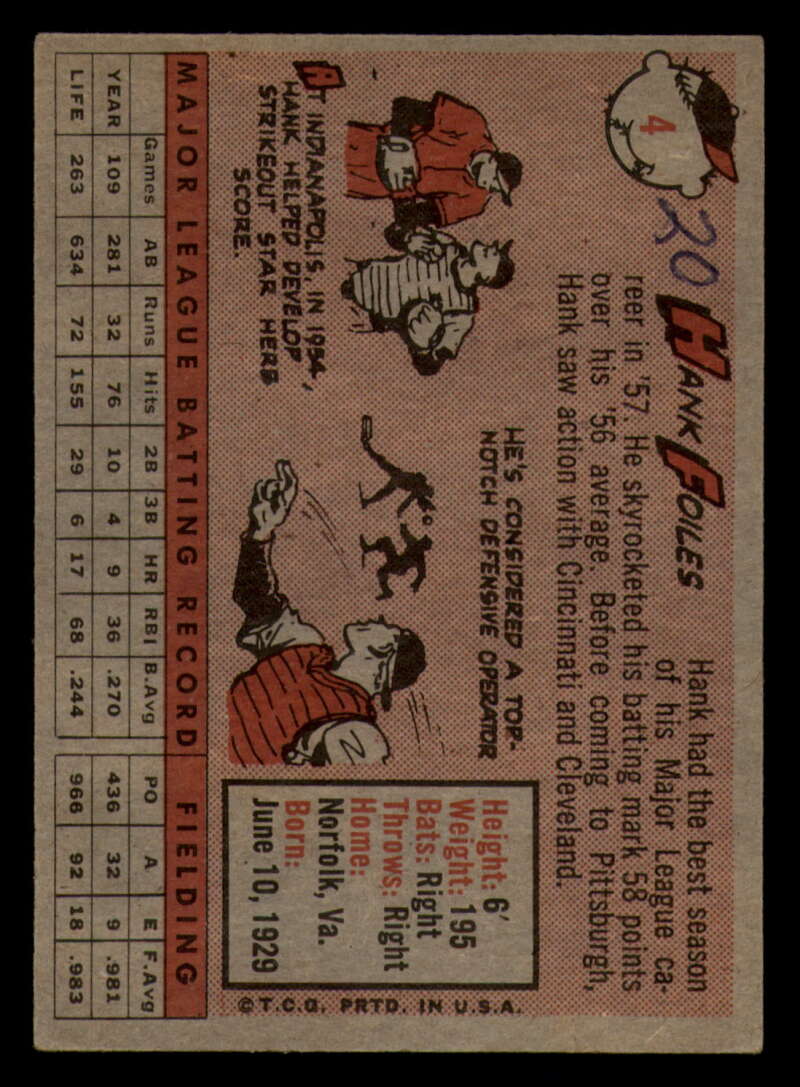 4
20
HANK FOILES
Hank had the best season
of his Major League ca-
reer in '57. He skyrocketed his batting mark 58 points
over his '56 average. Before coming to Pittsburgh,
Hank saw action with Cincinnati and Cleveland.
AT INDIANAPOLIS, IN 1954,
HANK HELPED DEVELOP
STRIKEOUT STAR HERB
SCORE.
HE'S CONSIDERED A TOP-
NOTCH DEFENSIVE OPERATOR
Height: 6'
Weight: 195
Bats: Right
Throws: Right
Home:
Norfolk, Va.
Born:
June 10, 1929
© T.C.G. PRTD. IN U.S.A.
MAJOR LEAGUE BATTING RECORD FIELDING
Games AB Runs Hits 2B 3B HR RBI B.Avg PO A E F.Avg
YEAR 109 281 32 76 10 4 9 36 .270 436 32 9 .981
LIFE 263 634 72 155 29 6 17 68 .244 966 92 18 .983